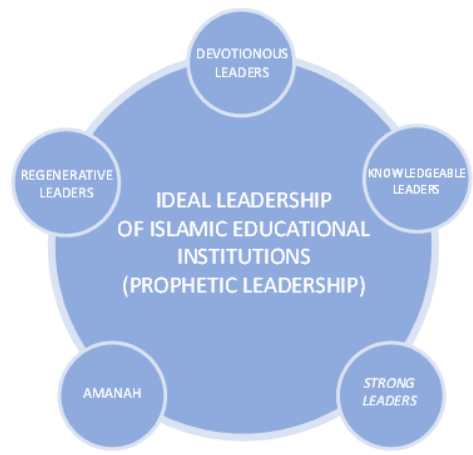 DEVOTIONOUS
LEADERS
KNOWLEDGEABLE
LEADERS
REGENERATIVE
LEADERS
IDEAL LEADERSHIP
OF ISLAMIC EDUCATIONAL
INSTITUTIONS
(PROPHETIC LEADERSHIP)
AMANAH
STRONG
LEADERS